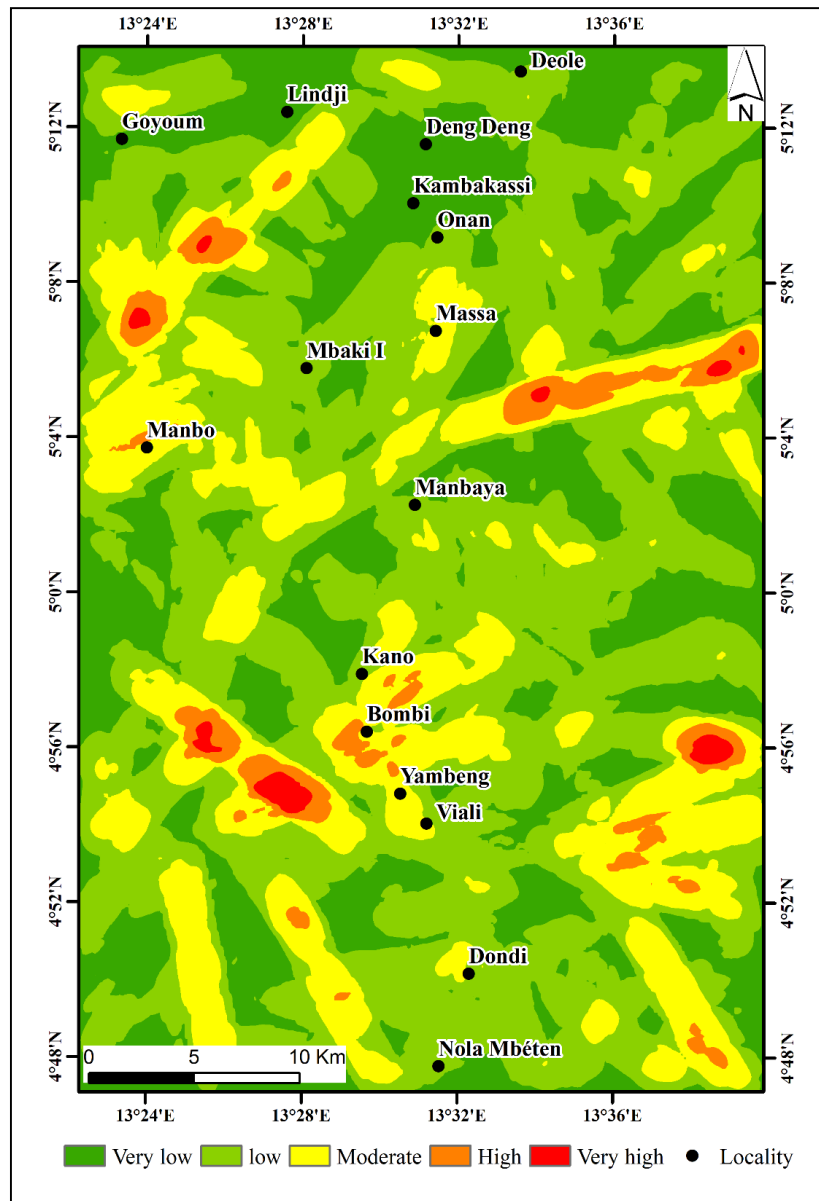 13°24'E 13°28'E 13°32'E 13°36'E
Deole
N
Lindji
Goyoum
Deng Deng
5°12'N 5°12'N
Kambakassi
Onan
5°8'N 5°8'N
Massa
Mbaki I
5°4'N 5°4'N
Manbo
Manbaya
5°0'N 5°0'N
Kano
Bombi
4°56'N 4°56'N
Yambeng
Viali
4°52'N 4°52'N
Dondi
Nola Mbéten
4°48'N 4°48'N
0 5 10 Km
13°24'E 13°28'E 13°32'E 13°36'E
Very low low Moderate High Very high Locality